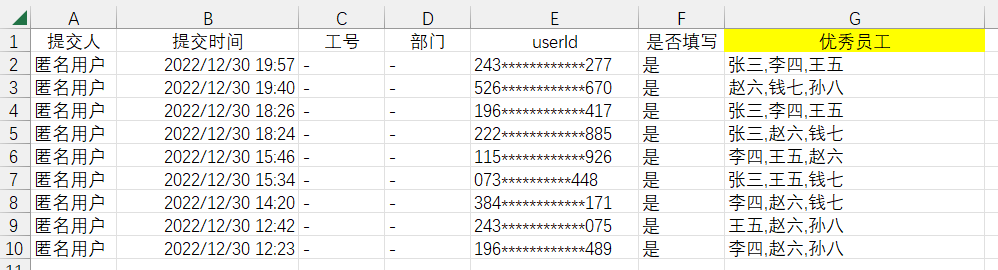 A B C D E F G
1 提交人 提交时间 工号 部门 userId 是否填写 优秀员工
2 匿名用户 2022/12/30 19:57 - - 243************277 是 张三,李四,王五
3 匿名用户 2022/12/30 19:40 - - 526************670 是 赵六,钱七,孙八
4 匿名用户 2022/12/30 18:26 - - 196************417 是 张三,李四,王五
5 匿名用户 2022/12/30 18:24 - - 222************885 是 张三,赵六,钱七
6 匿名用户 2022/12/30 15:46 - - 115************926 是 李四,王五,赵六
7 匿名用户 2022/12/30 15:34 - - 073**********448 是 张三,王五,钱七
8 匿名用户 2022/12/30 14:20 - - 384************171 是 李四,赵六,钱七
9 匿名用户 2022/12/30 12:42 - - 243************075 是 王五,赵六,孙八
10 匿名用户 2022/12/30 12:23 - - 196************489 是 李四,赵六,孙八